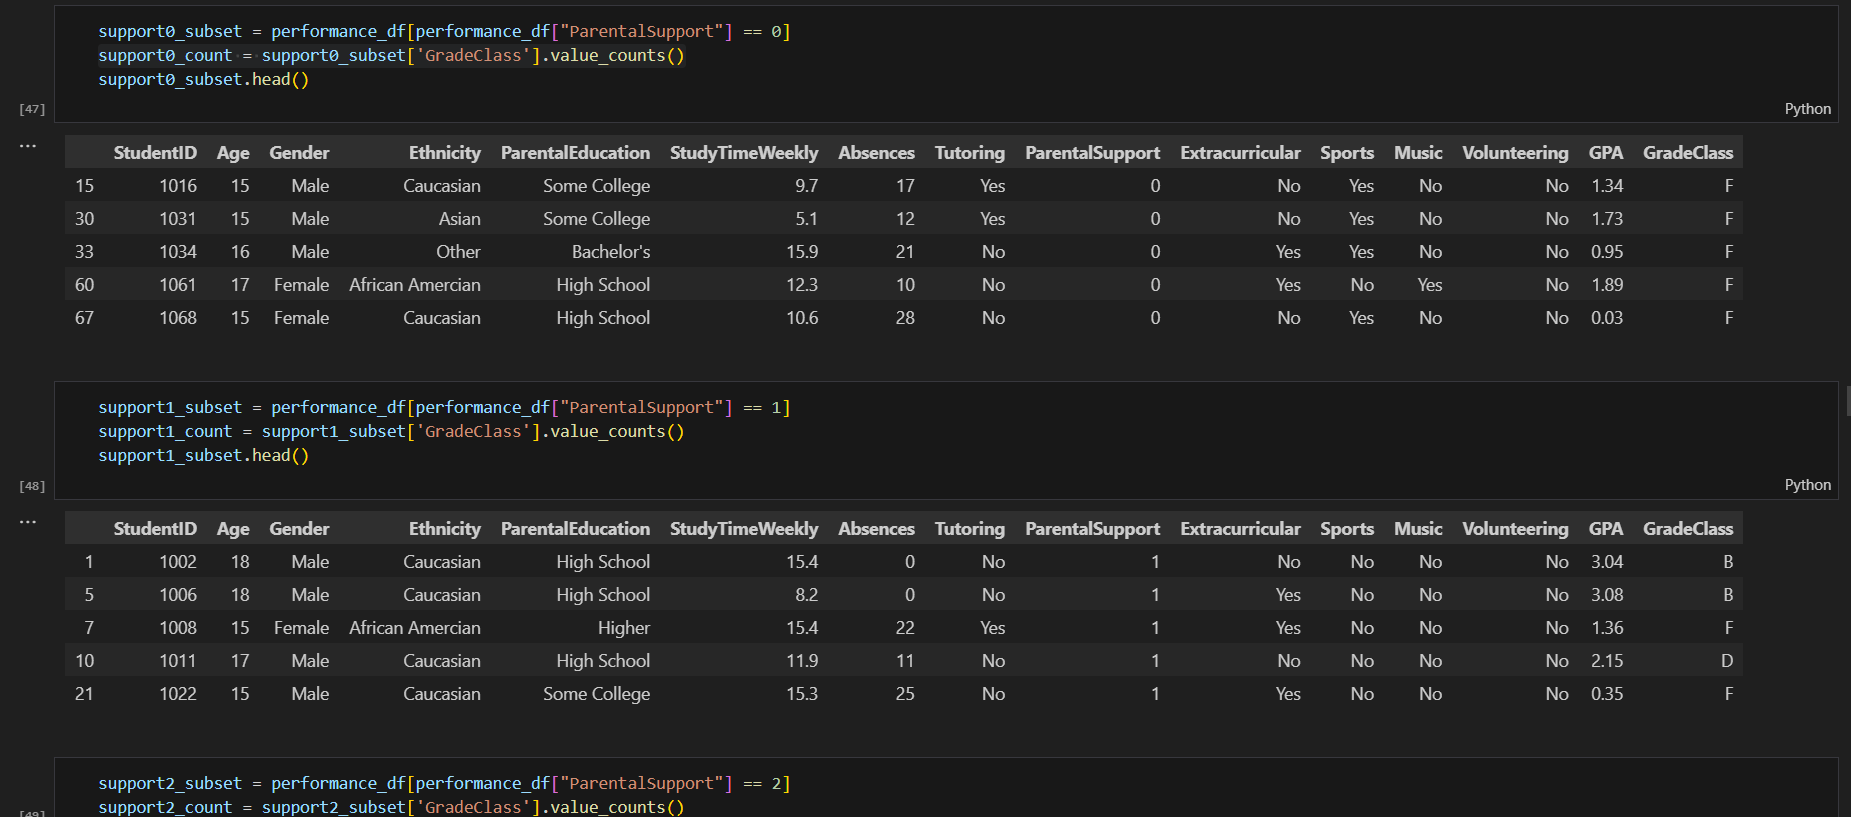 support0_subset = performance_df[performance_df["ParentalSupport"] == 0]
support0_count = support0_subset['GradeClass'].value_counts()
support0_subset.head()
[47]
Python
...
StudentID Age Gender Ethnicity ParentalEducation StudyTimeWeekly Absences Tutoring ParentalSupport Extracurricular Sports Music Volunteering GPA GradeClass
15 1016 15 Male Caucasian Some College 9.7 17 Yes 0 No Yes No No 1.34 F
30 1031 15 Male Asian Some College 5.1 12 Yes 0 No Yes No No 1.73 F
33 1034 16 Male Other Bachelor's 15.9 21 No 0 Yes Yes No No 0.95 F
60 1061 17 Female African Amercian High School 12.3 10 No 0 Yes No Yes No 1.89 F
67 1068 15 Female Caucasian High School 10.6 28 No 0 No Yes No No 0.03 F
support1_subset = performance_df[performance_df["ParentalSupport"] == 1]
support1_count = support1_subset['GradeClass'].value_counts()
support1_subset.head()
[48]
Python
...
StudentID Age Gender Ethnicity ParentalEducation StudyTimeWeekly Absences Tutoring ParentalSupport Extracurricular Sports Music Volunteering GPA GradeClass
1 1002 18 Male Caucasian High School 15.4 0 No 1 No No No No 3.04 B
5 1006 18 Male Caucasian High School 8.2 0 No 1 Yes No No No 3.08 B
7 1008 15 Female African Amercian Higher 15.4 22 Yes 1 Yes No No No 1.36 F
10 1011 17 Male Caucasian High School 11.9 11 No 1 No No No No 2.15 D
21 1022 15 Male Caucasian Some College 15.3 25 No 1 Yes No No No 0.35 F
support2_subset = performance_df[performance_df["ParentalSupport"] == 2]
support2_count = support2_subset['GradeClass'].value_counts()
[49]